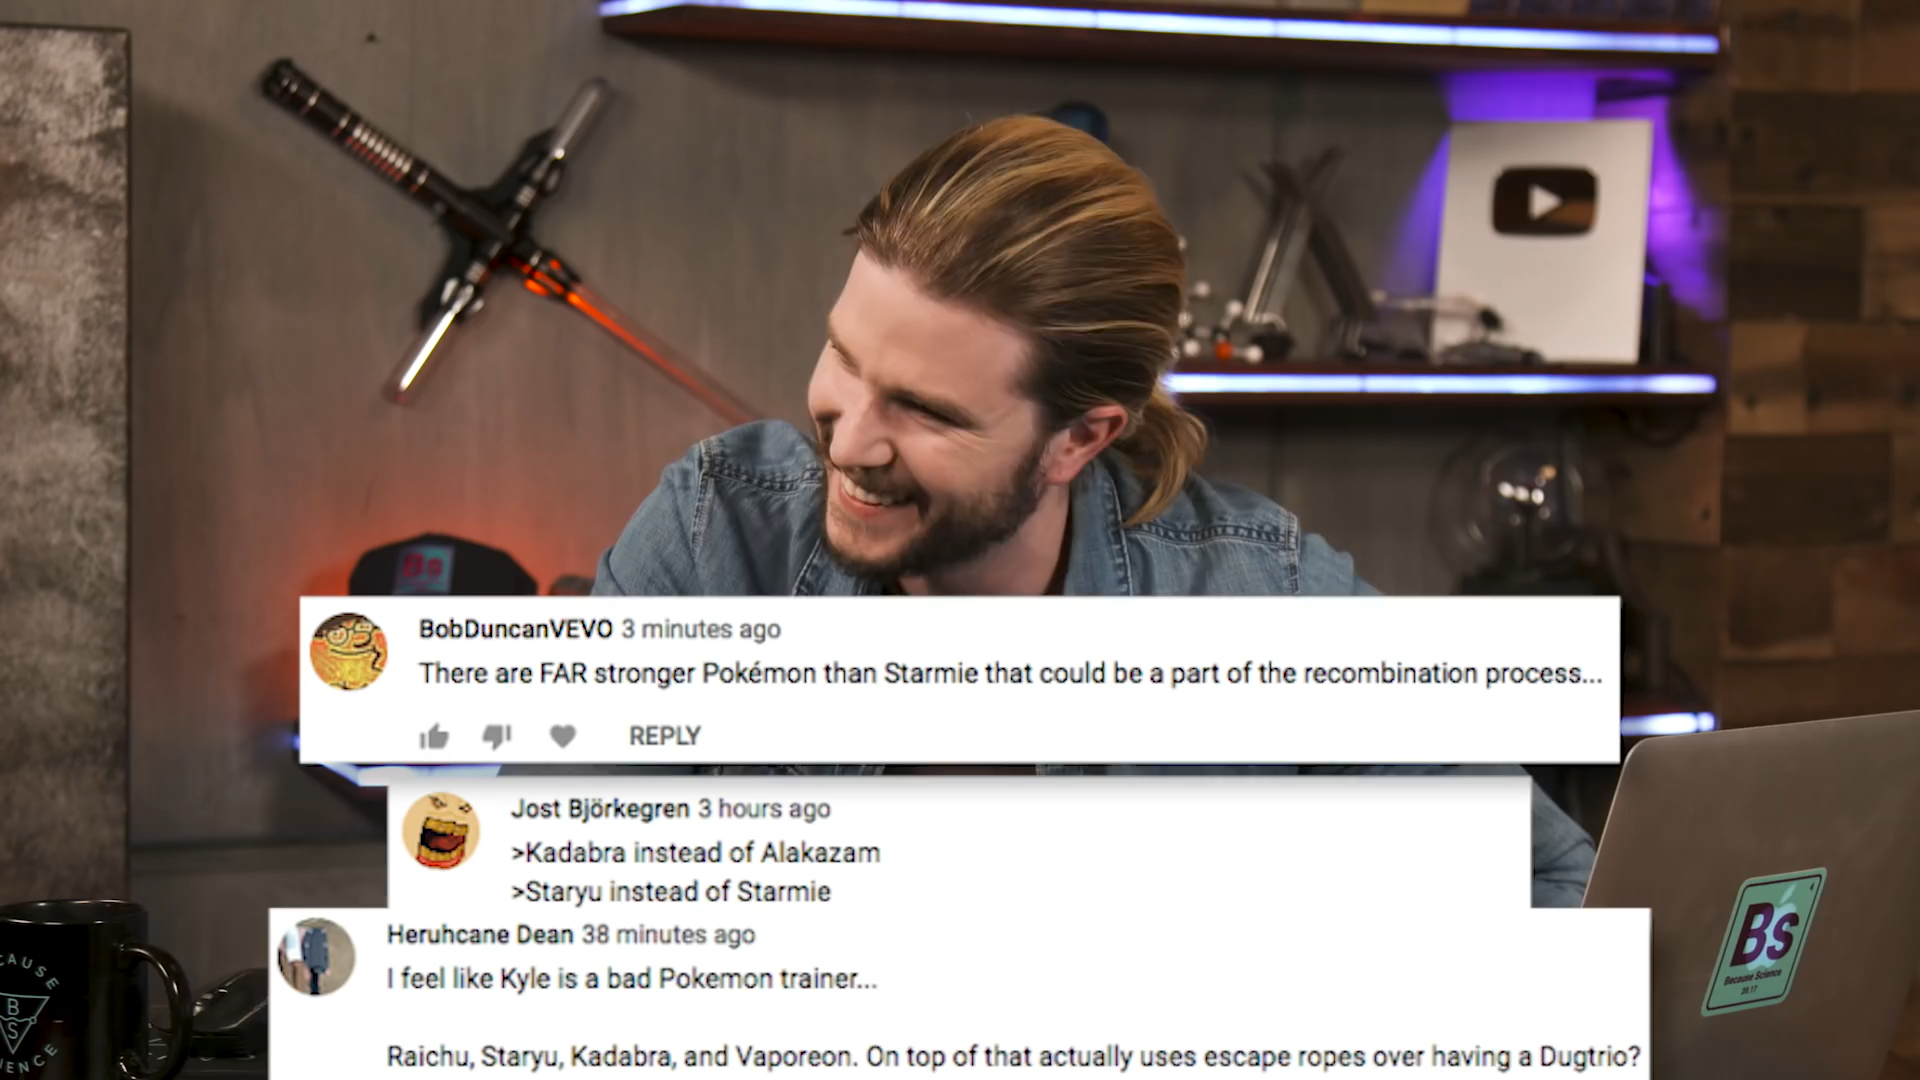 Bs
BobDuncanVEVO 3 minutes ago
There are FAR stronger Pokémon than Starmie that could be a part of the recombination process...
REPLY
Jost Björkegren 3 hours ago
>Kadabra instead of Alakazam
>Staryu instead of Starmie
Heruhcane Dean 38 minutes ago
I feel like Kyle is a bad Pokemon trainer...
Raichu, Staryu, Kadabra, and Vaporeon. On top of that actually uses escape ropes over having a Dugtrio?
4
Bs
Because Science
BS